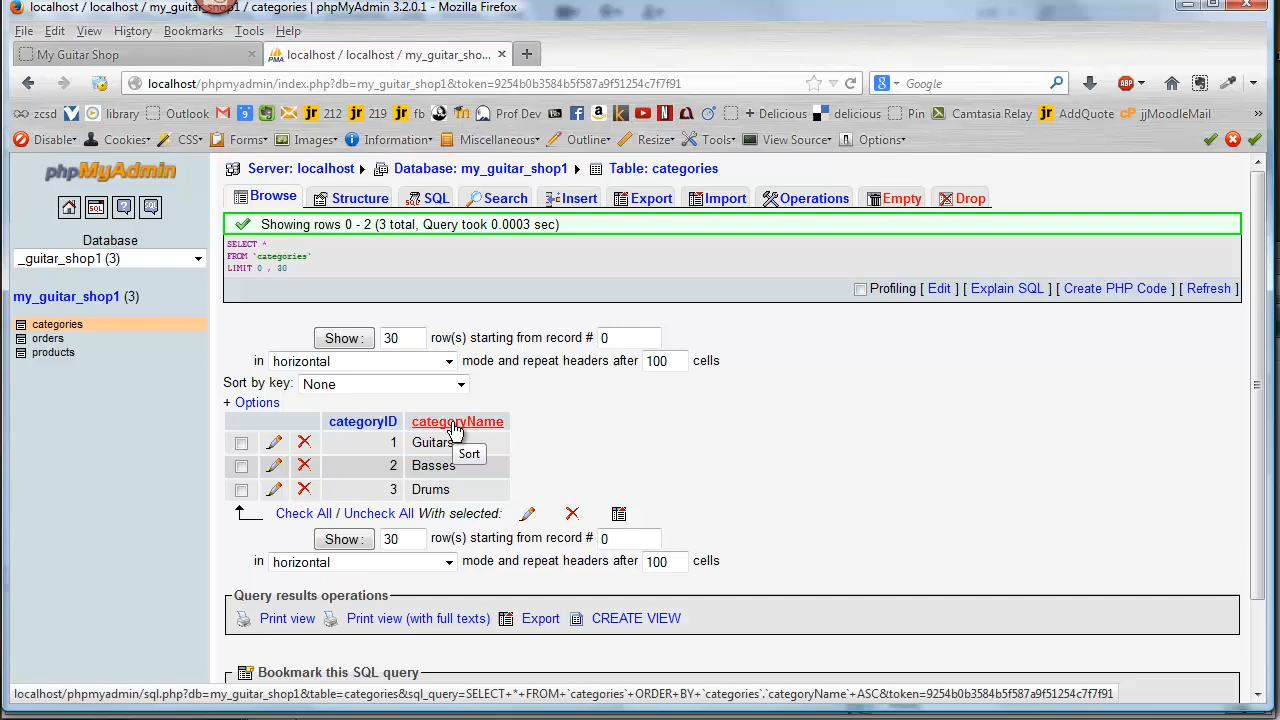 localhost / localhost / my_guitar_shop1 / categories | phpMyAdmin 3.2.0.1 - Mozilla Firefox
File Edit View History Bookmarks Tools Help
My Guitar Shop × localhost / localhost / my_guitar_sho... × +
localhost/phpmyadmin/index.php?db=my_guitar_shop1&token=9254b0b3584b5f587a9f51254c7f7f91 Google
zcsd library Outlook 212 219 fb Prof Dev Delicious delicious Pin Camtasia Relay AddQuote jjMoodleMail
Disable Cookies CSS Forms Images Information Miscellaneous Outline Resize Tools View Source Options
phpMyAdmin
Server: localhost Database: my_guitar_shop1 Table: categories
Browse Structure SQL Search Insert Export Import Operations Empty Drop
Database
_guitar_shop1 (3)
my_guitar_shop1 (3)
categories
orders
products
Showing rows 0 - 2 (3 total, Query took 0.0003 sec)
SELECT *
FROM `categories`
LIMIT 0 , 30
Profiling [ Edit ] [ Explain SQL ] [ Create PHP Code ] [ Refresh ]
Show : 30 row(s) starting from record # 0
in horizontal mode and repeat headers after 100 cells
Sort by key: None
+ Options
categoryID categoryName
1 Guitars
Sort
2 Basses
3 Drums
Check All / Uncheck All With selected:
Show : 30 row(s) starting from record # 0
in horizontal mode and repeat headers after 100 cells
Query results operations
Print view Print view (with full texts) Export CREATE VIEW
Bookmark this SQL query
localhost/phpmyadmin/sql.php?db=my_guitar_shop1&table=categories&sql_query=SELECT+*+FROM+`categories`+ORDER+BY+`categories`.`categoryName`+ASC&token=9254b0b3584b5f587a9f51254c7f7f91